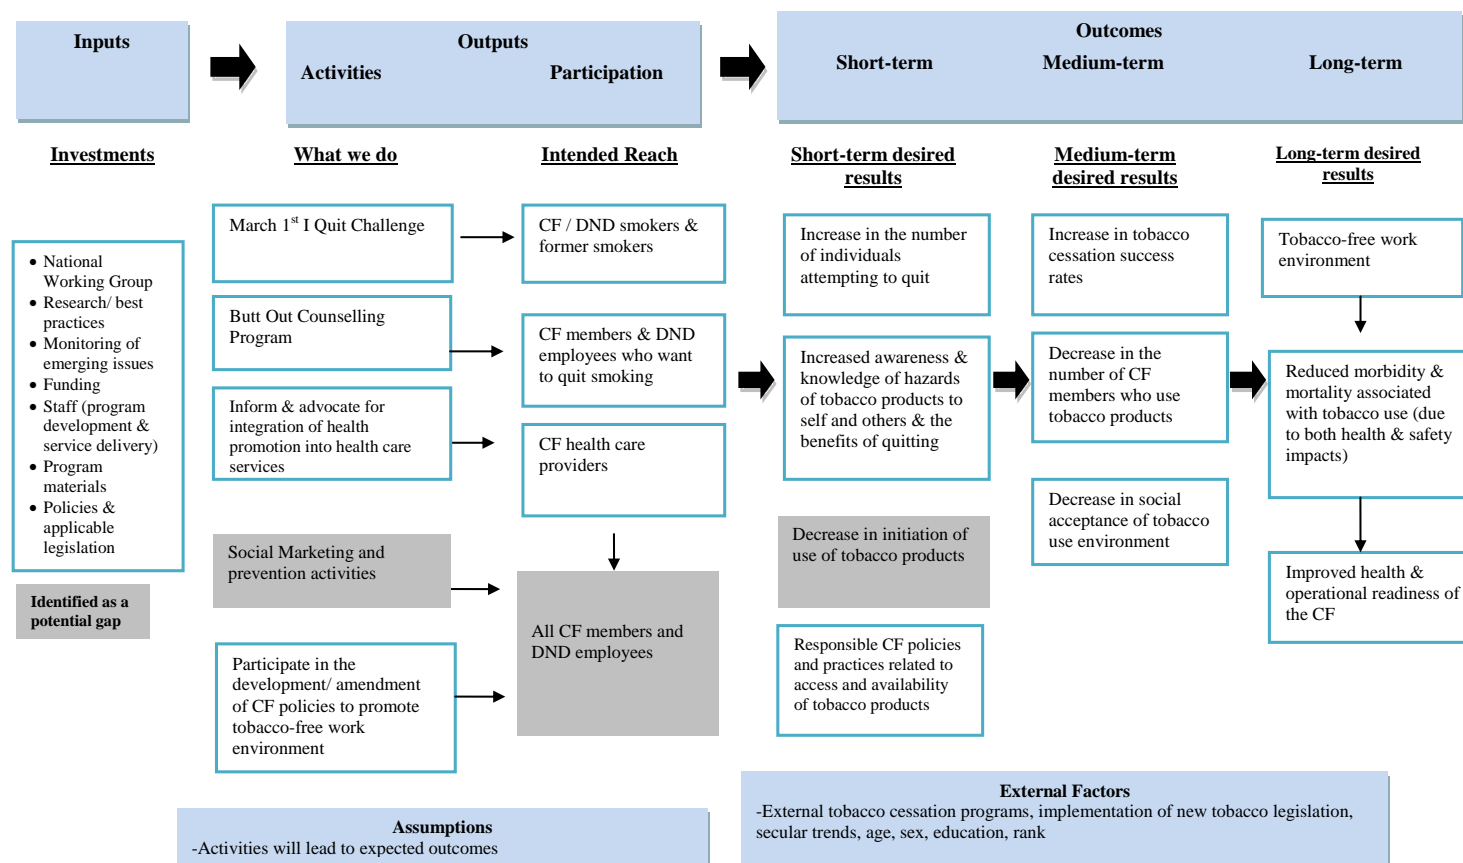 Inputs
Outputs
Activities
Participation
Outcomes
Short-term
Medium-term
Long-term
Investments
What we do
Intended Reach
Short-term desired
results
Medium-term
desired results
Long-term desired
results
• National
Working Group
• Research/ best
practices
• Monitoring of
emerging issues
• Funding
• Staff (program
development &
service delivery)
• Program
materials
• Policies &
applicable
legislation
Identified as a
potential gap
March 1st I Quit Challenge
Butt Out Counselling
Program
Inform & advocate for
integration of health
promotion into health care
services
Social Marketing and
prevention activities
Participate in the
development/ amendment
of CF policies to promote
tobacco-free work
environment
CF / DND smokers &
former smokers
CF members & DND
employees who want
to quit smoking
CF health care
providers
All CF members and
DND employees
Increase in the number
of individuals
attempting to quit
Increased awareness &
knowledge of hazards
of tobacco products to
self and others & the
benefits of quitting
Decrease in initiation of
use of tobacco products
Responsible CF policies
and practices related to
access and availability
of tobacco products
Increase in tobacco
cessation success
rates
Decrease in the
number of CF
members who use
tobacco products
Decrease in social
acceptance of tobacco
use environment
Tobacco-free work
environment
Reduced morbidity &
mortality associated
with tobacco use (due
to both health & safety
impacts)
Improved health &
operational readiness of
the CF
Assumptions
-Activities will lead to expected outcomes
External Factors
-External tobacco cessation programs, implementation of new tobacco legislation,
secular trends, age, sex, education, rank